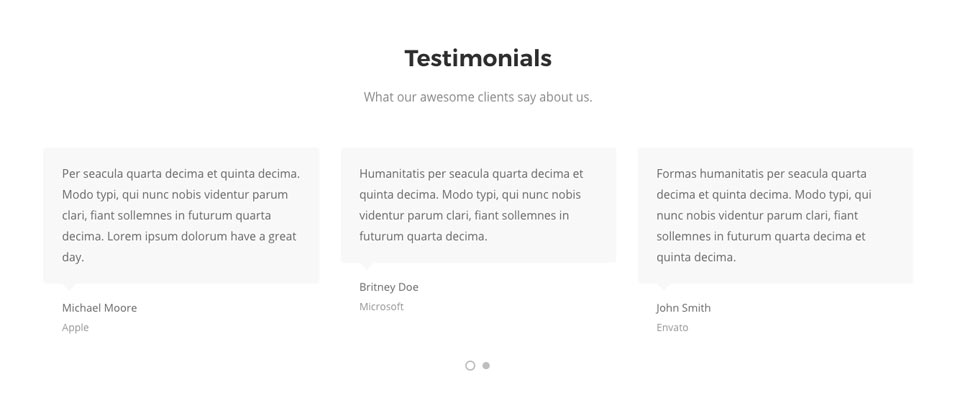 Testimonials
What our awesome clients say about us.
Per seacula quarta decima et quinta decima.
Modo typi, qui nunc nobis videntur parum
clari, fiant sollemnes in futurum quarta
decima. Lorem ipsum dolorum have a great
day.
Michael Moore
Apple
Humanitatis per seacula quarta decima et
quinta decima. Modo typi, qui nunc nobis
videntur parum clari, fiant sollemnes in
futurum quarta decima.
Britney Doe
Microsoft
Formas humanitatis per seacula quarta
decima et quinta decima. Modo typi, qui
nunc nobis videntur parum clari, fiant
sollemnes in futurum quarta decima et
quinta decima.
John Smith
Envato